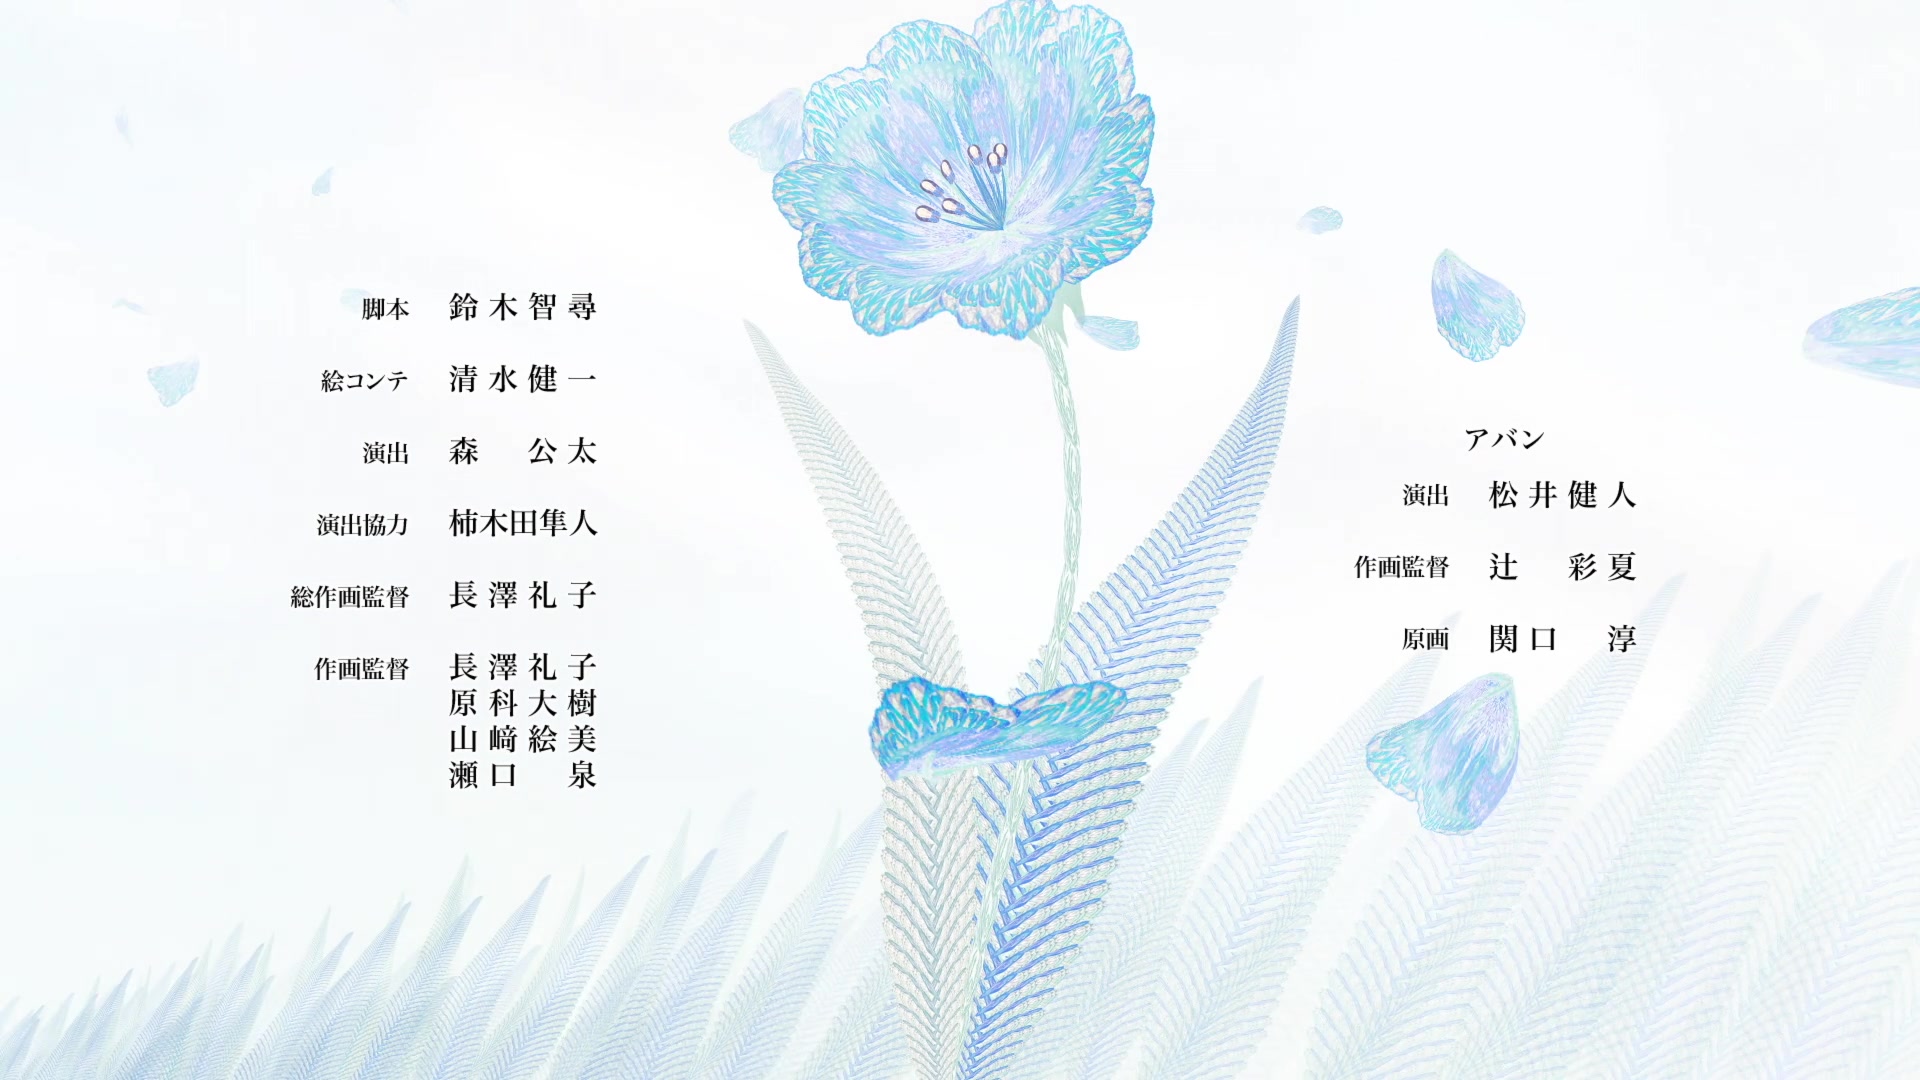 脚本 鈴木智尋
絵コンテ 清水健一
演出 森 公太
演出協力 柿木田隼人
総作画監督 長澤礼子
作画監督 長澤礼子
原科大樹
山﨑絵美
瀬口 泉
アバン
演出 松井健人
作画監督 辻 彩夏
原画 関口 淳